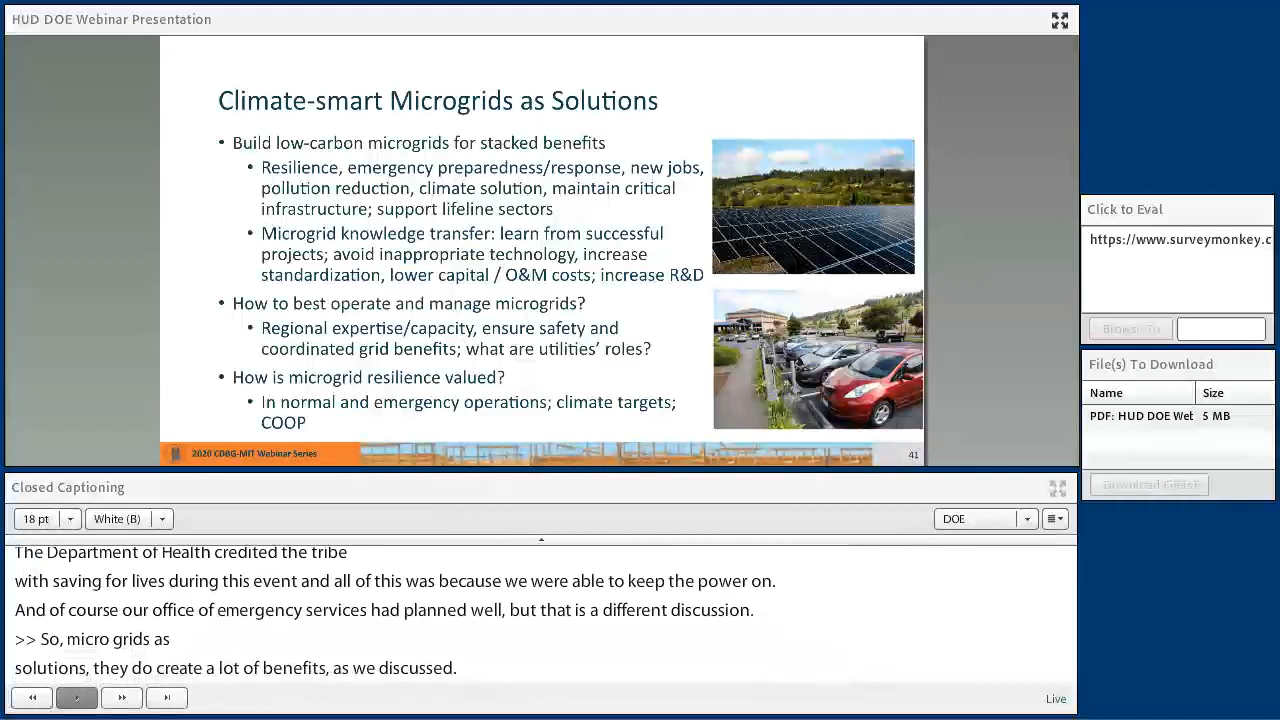 HUD DOE Webinar Presentation
Climate-smart Microgrids as Solutions
• Build low-carbon microgrids for stacked benefits
• Resilience, emergency preparedness/response, new jobs,
pollution reduction, climate solution, maintain critical
infrastructure; support lifeline sectors
• Microgrid knowledge transfer: learn from successful
projects; avoid inappropriate technology, increase
standardization, lower capital / O&M costs; increase R&D
• How to best operate and manage microgrids?
• Regional expertise/capacity, ensure safety and
coordinated grid benefits; what are utilities’ roles?
• How is microgrid resilience valued?
• In normal and emergency operations; climate targets;
COOP
2020 CDBG-MIT Webinar Series
41
Click to Eval
https://www.surveymonkey.c
Browse To
File(s) To Download
Name Size
PDF: HUD DOE Wet 5 MB
Download File(s)
Closed Captioning
18 pt White (B) DOE
The Department of Health credited the tribe
with saving for lives during this event and all of this was because we were able to keep the power on.
And of course our office of emergency services had planned well, but that is a different discussion.
>> So, micro grids as
solutions, they do create a lot of benefits, as we discussed.
Live